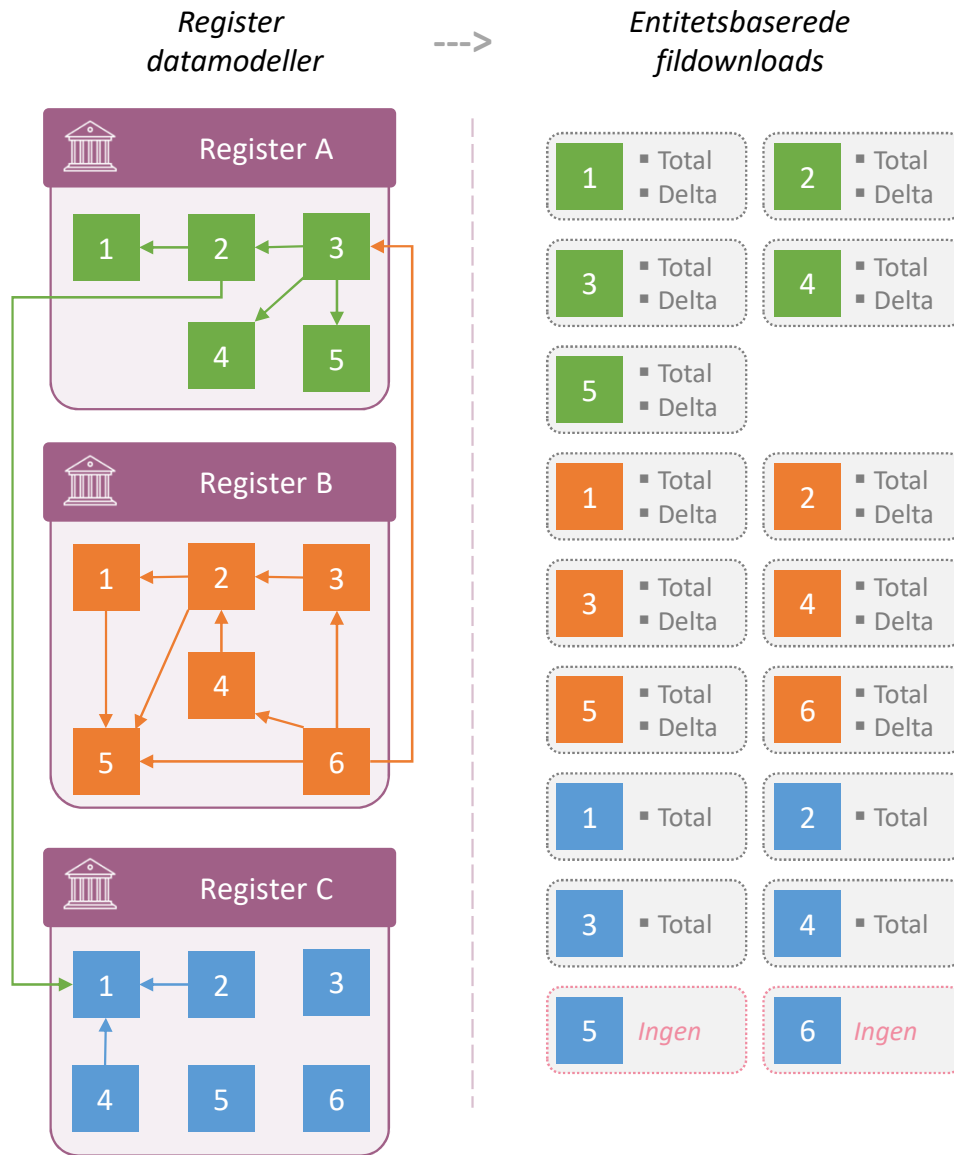 Register
datamodeller
--->
Entitetsbaserede
fildownloads
Register A
1
2
3
4
5
Register B
1
2
3
4
5
6
Register C
1
2
3
4
5
6
1
▪ Total
▪ Delta
2
▪ Total
▪ Delta
3
▪ Total
▪ Delta
4
▪ Total
▪ Delta
5
▪ Total
▪ Delta
1
▪ Total
▪ Delta
2
▪ Total
▪ Delta
3
▪ Total
▪ Delta
4
▪ Total
▪ Delta
5
▪ Total
▪ Delta
6
▪ Total
▪ Delta
1
▪ Total
2
▪ Total
3
▪ Total
4
▪ Total
5
Ingen
6
Ingen